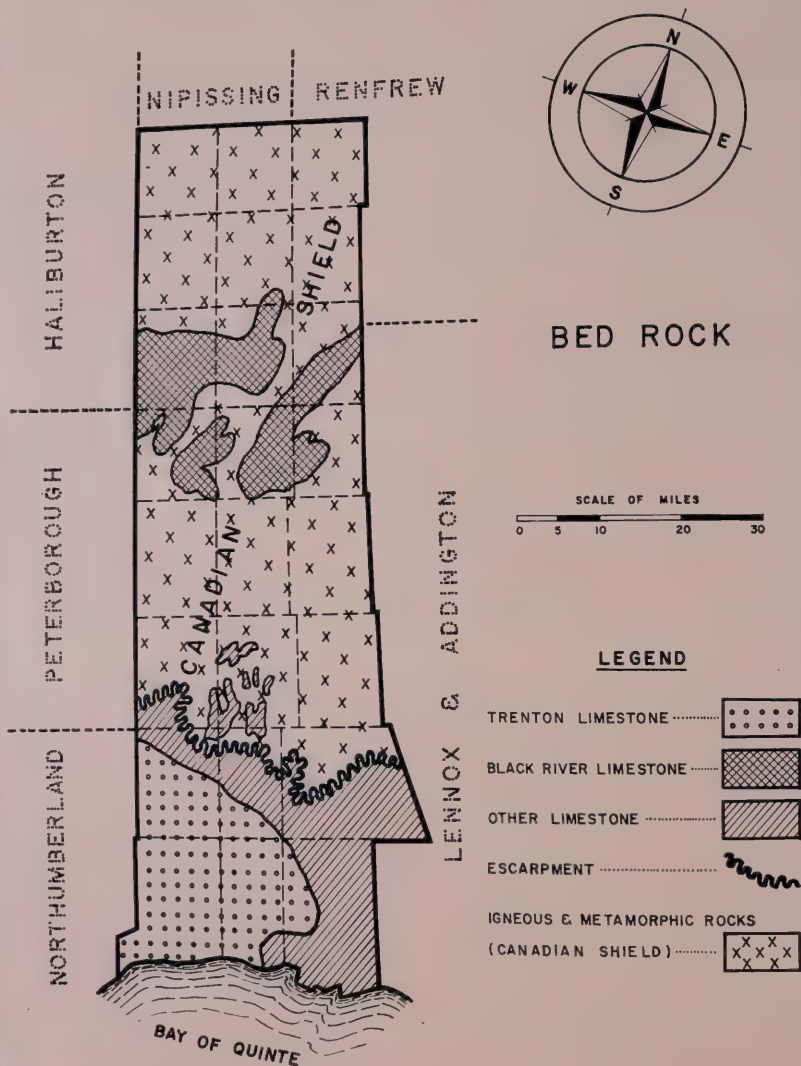 NIPISSING
RENFREW
N
W
E
S
HALIBURTON
SHIELD
BED ROCK
PETERBOROUGH
CANADIAN
SCALE OF MILES
0 5 10 20 30
LENNOX & ADDINGTON
LEGEND
TRENTON LIMESTONE
BLACK RIVER LIMESTONE
OTHER LIMESTONE
ESCARPMENT
IGNEOUS & METAMORPHIC ROCKS
(CANADIAN SHIELD)
NORTHUMBERLAND
BAY OF QUINTE